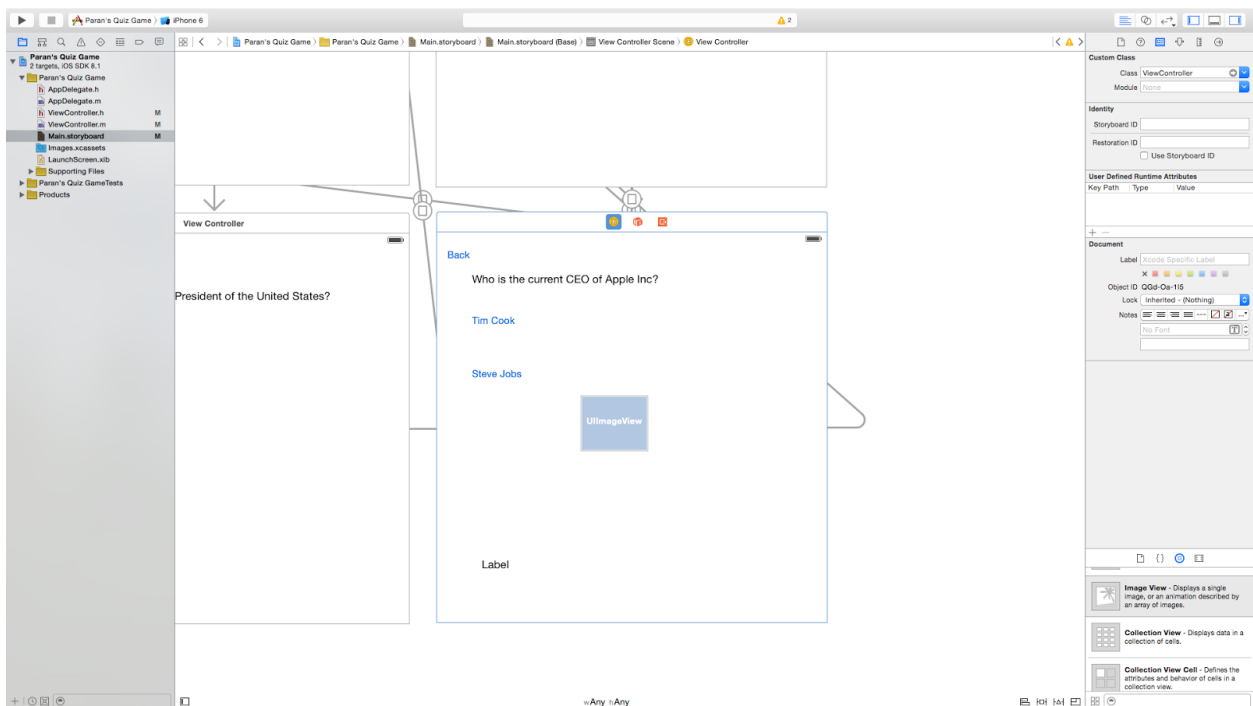 Paran's Quiz Game ⟩ iPhone 6
2
Paran's Quiz Game
2 targets, iOS SDK 8.1
Paran's Quiz Game
AppDelegate.h
AppDelegate.m
ViewController.h M
ViewController.m M
Main.storyboard M
Images.xcassets
LaunchScreen.xib
Supporting Files
Paran's Quiz GameTests
Products
Paran's Quiz Game ⟩ Paran's Quiz Game ⟩ Main.storyboard ⟩ Main.storyboard (Base) ⟩ View Controller Scene ⟩ View Controller
View Controller
President of the United States?
Back
Who is the current CEO of Apple Inc?
Tim Cook
Steve Jobs
UIImageView
Label
wAny hAny
Custom Class
Class ViewController
Module None
Identity
Storyboard ID
Restoration ID
Use Storyboard ID
User Defined Runtime Attributes
Key Path Type Value
Document
Label Xcode Specific Label
Object ID QGd-Oa-1I5
Lock Inherited - (Nothing)
Notes
No Font
Image View - Displays a single
image, or an animation described by
an array of images.
Collection View - Displays data in a
collection of cells.
Collection View Cell - Defines the
attributes and behavior of cells in a
collection view.